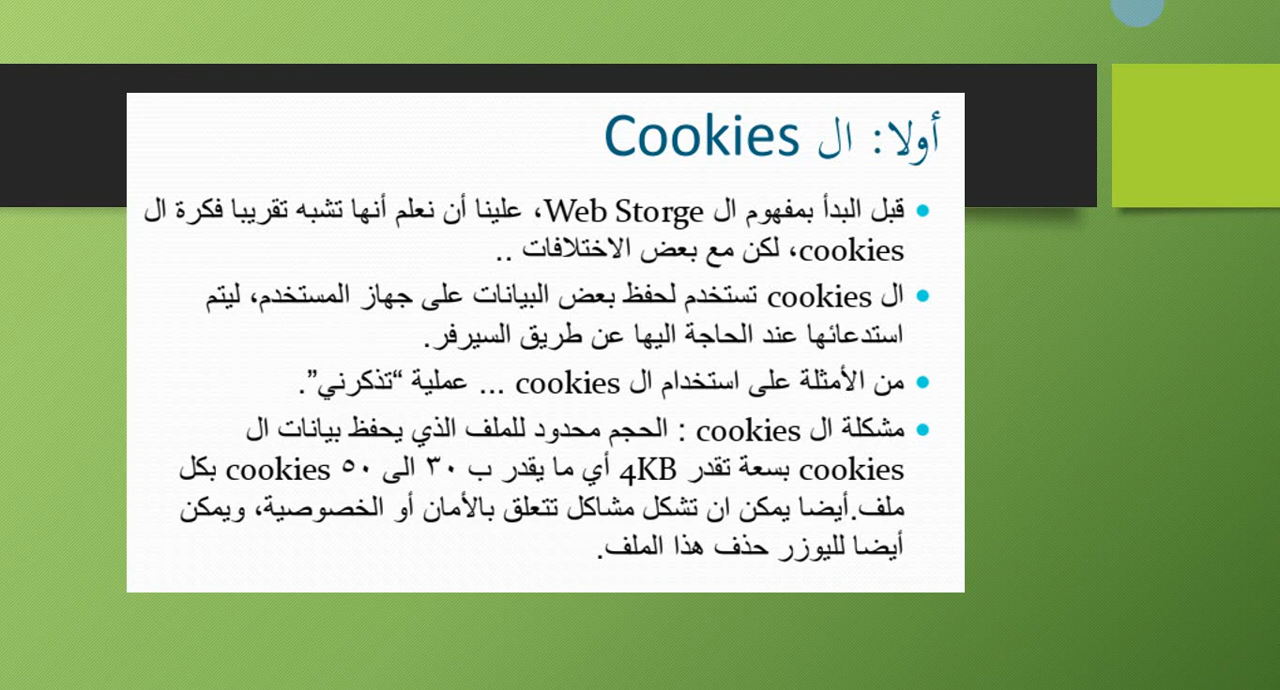 أولا: ال Cookies
قبل البدأ بمفهوم ال Web Storge، علينا أن نعلم أنها تشبه تقريبا فكرة ال
cookies، لكن مع بعض الاختلافات ..
ال cookies تستخدم لحفظ بعض البيانات على جهاز المستخدم، ليتم
استدعائها عند الحاجة اليها عن طريق السيرفر.
من الأمثلة على استخدام ال cookies ... عملية “تذكرني”.
مشكلة ال cookies : الحجم محدود للملف الذي يحفظ بيانات ال
cookies بسعة تقدر 4KB أي ما يقدر ب ٣٠ الى ٥٠ cookies بكل
ملف.أيضا يمكن ان تشكل مشاكل تتعلق بالأمان أو الخصوصية، ويمكن
أيضا لليوزر حذف هذا الملف.